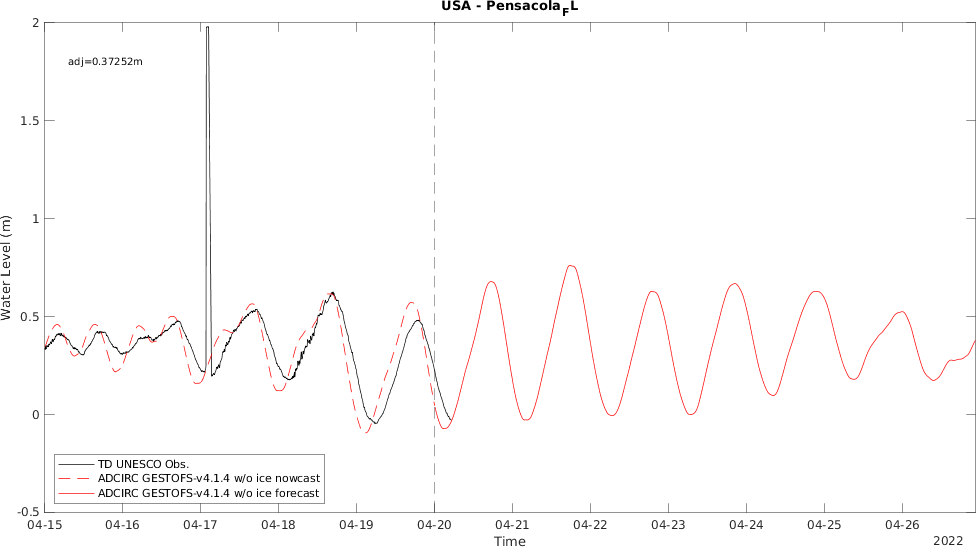 USA - Pensacola_FL
adj=0.37252m
2
1.5
1
0.5
0
-0.5
Water Level (m)
TD UNESCO Obs.
ADCIRC GESTOFS-v4.1.4 w/o ice nowcast
ADCIRC GESTOFS-v4.1.4 w/o ice forecast
04-15 04-16 04-17 04-18 04-19 04-20 04-21 04-22 04-23 04-24 04-25 04-26
Time
2022